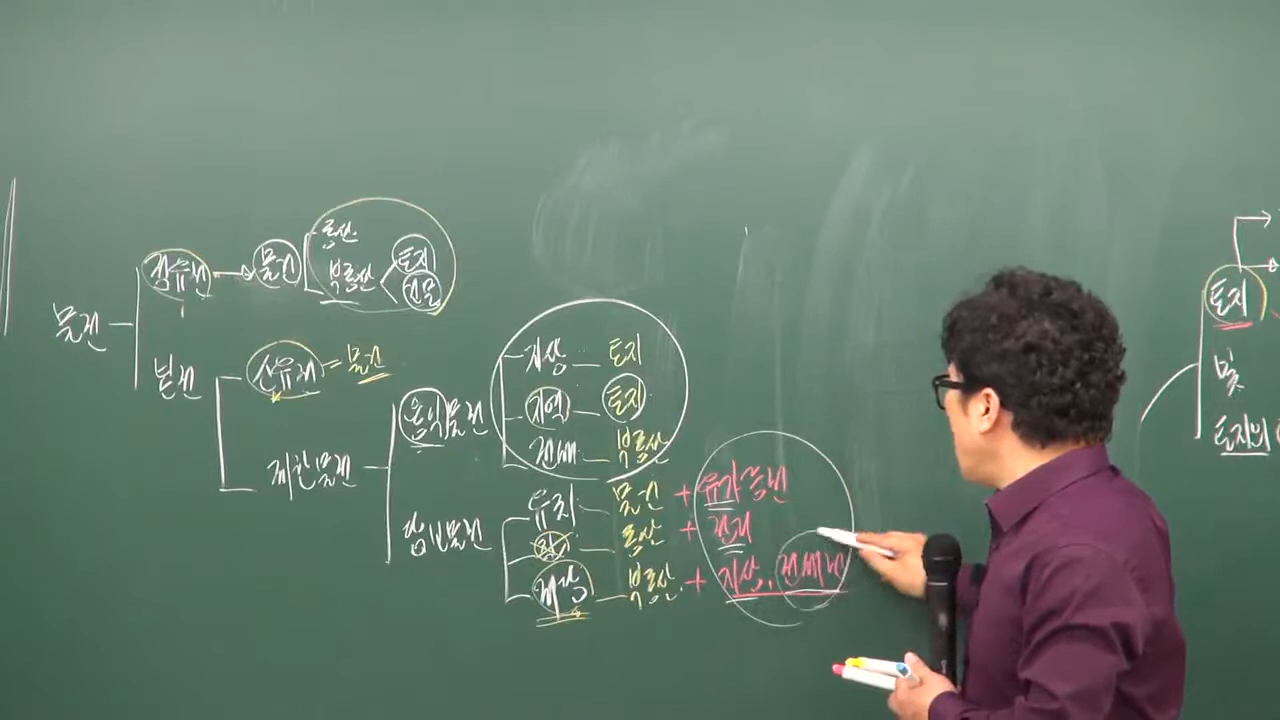 물권
점유권 → 물건
동산
부동산
토지
건물
본권
소유권 = 물건
제한물권
용익물권
지상 — 토지
지역 — 토지
전세 — 부동산
담보물권
유치 — 물건 + 유가증권
질 — 동산 + 권리
저당 — 부동산 + 지상, 전세권
토지
및
토지의